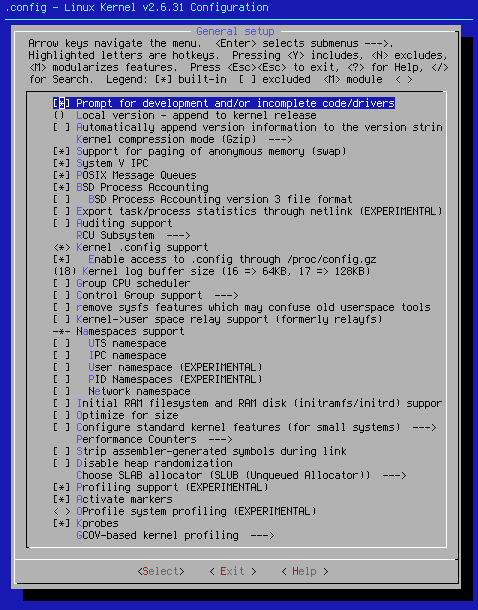 .config - Linux Kernel v2.6.31 Configuration
General setup
Arrow keys navigate the menu.  <Enter> selects submenus --->.
Highlighted letters are hotkeys.  Pressing <Y> includes, <N> excludes,
<M> modularizes features.  Press <Esc><Esc> to exit, <?> for Help, </>
for Search.  Legend: [*] built-in  [ ] excluded  <M> module  < >
[*] Prompt for development and/or incomplete code/drivers
() Local version - append to kernel release
[ ] Automatically append version information to the version strin
Kernel compression mode (Gzip)  --->
[*] Support for paging of anonymous memory (swap)
[*] System V IPC
[*] POSIX Message Queues
[*] BSD Process Accounting
[ ]   BSD Process Accounting version 3 file format
[ ] Export task/process statistics through netlink (EXPERIMENTAL)
[ ] Auditing support
RCU Subsystem  --->
<*> Kernel .config support
[*]   Enable access to .config through /proc/config.gz
(18) Kernel log buffer size (16 => 64KB, 17 => 128KB)
[ ] Group CPU scheduler
[ ] Control Group support  --->
[ ] remove sysfs features which may confuse old userspace tools
[ ] Kernel->user space relay support (formerly relayfs)
-*- Namespaces support
[ ]   UTS namespace
[ ]   IPC namespace
[ ]   User namespace (EXPERIMENTAL)
[ ]   PID Namespaces (EXPERIMENTAL)
[ ]   Network namespace
[ ] Initial RAM filesystem and RAM disk (initramfs/initrd) suppor
[ ] Optimize for size
[ ] Configure standard kernel features (for small systems)  --->
Performance Counters  --->
[ ] Strip assembler-generated symbols during link
[ ] Disable heap randomization
Choose SLAB allocator (SLUB (Unqueued Allocator))  --->
[*] Profiling support (EXPERIMENTAL)
[*] Activate markers
< > OProfile system profiling (EXPERIMENTAL)
[*] Kprobes
GCOV-based kernel profiling  --->
<Select>    < Exit >    < Help >